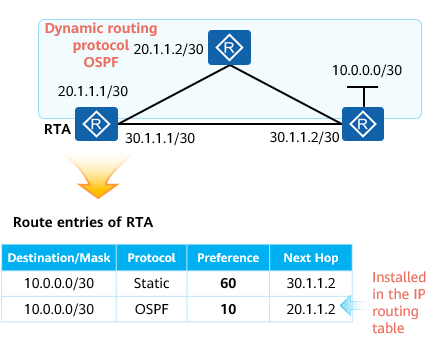 Dynamic routing
protocol
OSPF
20.1.1.2/30
R
10.0.0.0/30
20.1.1.1/30
RTA
R
30.1.1.1/30
30.1.1.2/30
R
Route entries of RTA
Destination/Mask Protocol Preference Next Hop
10.0.0.0/30 Static 60 30.1.1.2
10.0.0.0/30 OSPF 10 20.1.1.2
Installed
in the IP
routing
table